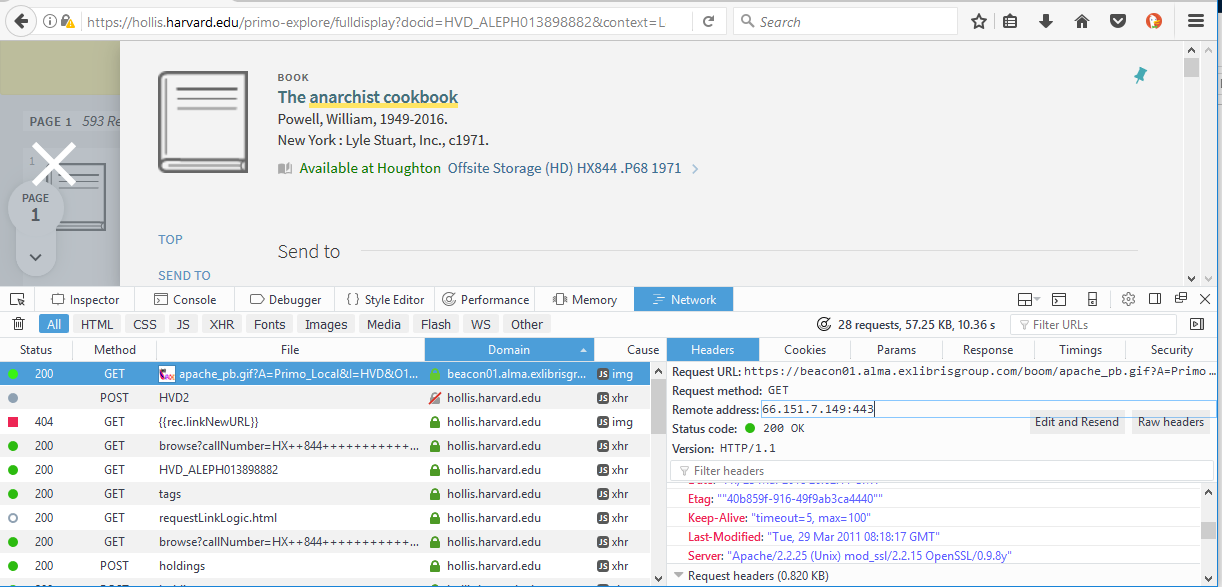 https://hollis.harvard.edu/primo-explore/fulldisplay?docid=HVD_ALEPH013898882&context=L
Search
PAGE 1 593 Re
1
PAGE
1
BOOK
The anarchist cookbook
Powell, William, 1949-2016.
New York : Lyle Stuart, Inc., c1971.
Available at Houghton Offsite Storage (HD) HX844 .P68 1971
TOP
Send to
SEND TO
Inspector Console Debugger { } Style Editor Performance Memory Network
All HTML CSS JS XHR Fonts Images Media Flash WS Other 28 requests, 57.25 KB, 10.36 s Filter URLs
Status Method File Domain Cause Headers Cookies Params Response Timings Security
200 GET apache_pb.gif?A=Primo_Local&I=HVD&O1... beacon01.alma.exlibrisgr... JS img
POST HVD2 hollis.harvard.edu JS xhr
404 GET {{rec.linkNewURL}} hollis.harvard.edu JS img
200 GET browse?callNumber=HX++844+++++++++++... hollis.harvard.edu JS xhr
200 GET HVD_ALEPH013898882 hollis.harvard.edu JS xhr
200 GET tags hollis.harvard.edu JS xhr
200 GET requestLinkLogic.html hollis.harvard.edu JS xhr
200 GET browse?callNumber=HX++844+++++++++++... hollis.harvard.edu JS xhr
200 POST holdings hollis.harvard.edu JS xhr
Request URL: https://beacon01.alma.exlibrisgroup.com/boom/apache_pb.gif?A=Primo ...
Request method: GET
Remote address: 66.151.7.149:443
Status code: 200 OK
Edit and Resend Raw headers
Version: HTTP/1.1
Filter headers
Etag: ""40b859f-916-49f9ab3ca4440""
Keep-Alive: "timeout=5, max=100"
Last-Modified: "Tue, 29 Mar 2011 08:18:17 GMT"
Server: "Apache/2.2.25 (Unix) mod_ssl/2.2.15 OpenSSL/0.9.8y"
Request headers (0.820 KB)